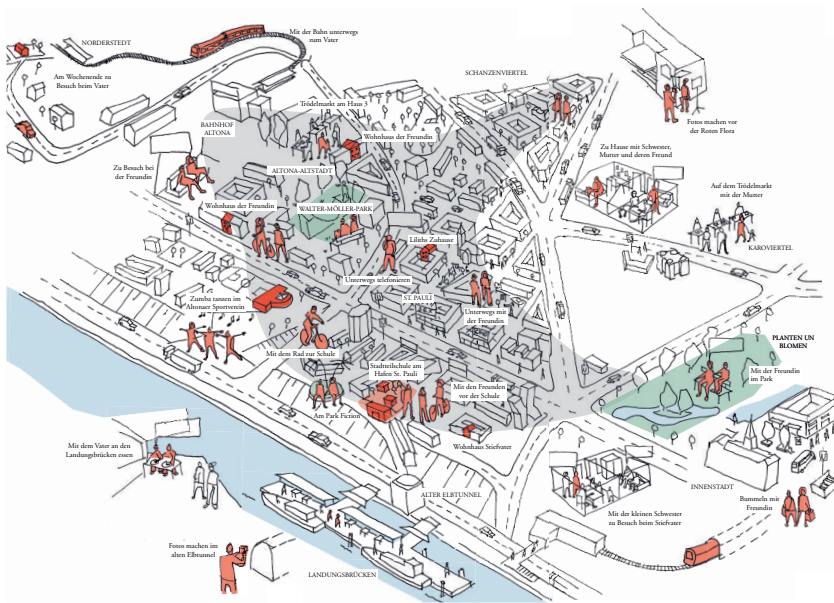 Mit der Bahn unterwegs
zum Vater
NORDERSTEDT
Am Wochenende zu
Besuch beim Vater
SCHANZENVIERTEL
Trödelmarkt am Haus 3
BAHNHOF
ALTONA
Wohnhaus der Freundin
Fotos machen vor
der Roten Flora
Zu Hause mit Schwester,
Mutter und deren Freund
Zu Besuch bei
der Freundin
ALTONA-ALTSTADT
Auf dem Trödelmarkt
mit der Mutter
Wohnhaus der Freundin
WALTER-MÖLLER-PARK
KAROVIERTEL
Liliths Zuhause
Unterwegs telefonieren
Zumba tanzen im
Altonaer Sportverein
ST. PAULI
Unterwegs mit
der Freundin
PLANTEN UN
BLOMEN
Mit dem Rad zur Schule
Stadtteilschule am
Hafen St. Pauli
Mit der Freundin
im Park
Mit den Freunden
vor der Schule
Am Park Fiction
Mit dem Vater an den
Landungsbrücken essen
Wohnhaus Stiefvater
INNENSTADT
ALTER ELBTUNNEL
Mit der kleinen Schwester
zu Besuch beim Stiefvater
Bummeln mit
Freundin
Fotos machen im
alten Elbtunnel
LANDUNGSBRÜCKEN